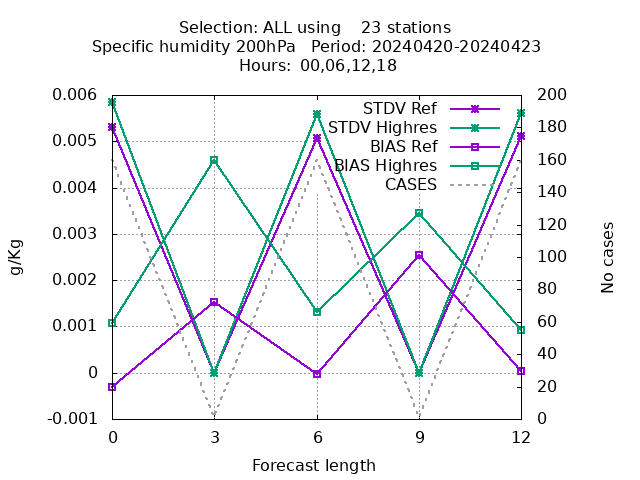 Selection: ALL using    23 stations
Specific humidity 200hPa   Period: 20240420-20240423
Hours:  00,06,12,18
0.006
0.005
0.004
0.003
0.002
0.001
0
-0.001
g/Kg
200
180
160
140
120
100
80
60
40
20
0
No cases
STDV Ref
STDV Highres
BIAS Ref
BIAS Highres
CASES
0 3 6 9 12
Forecast length